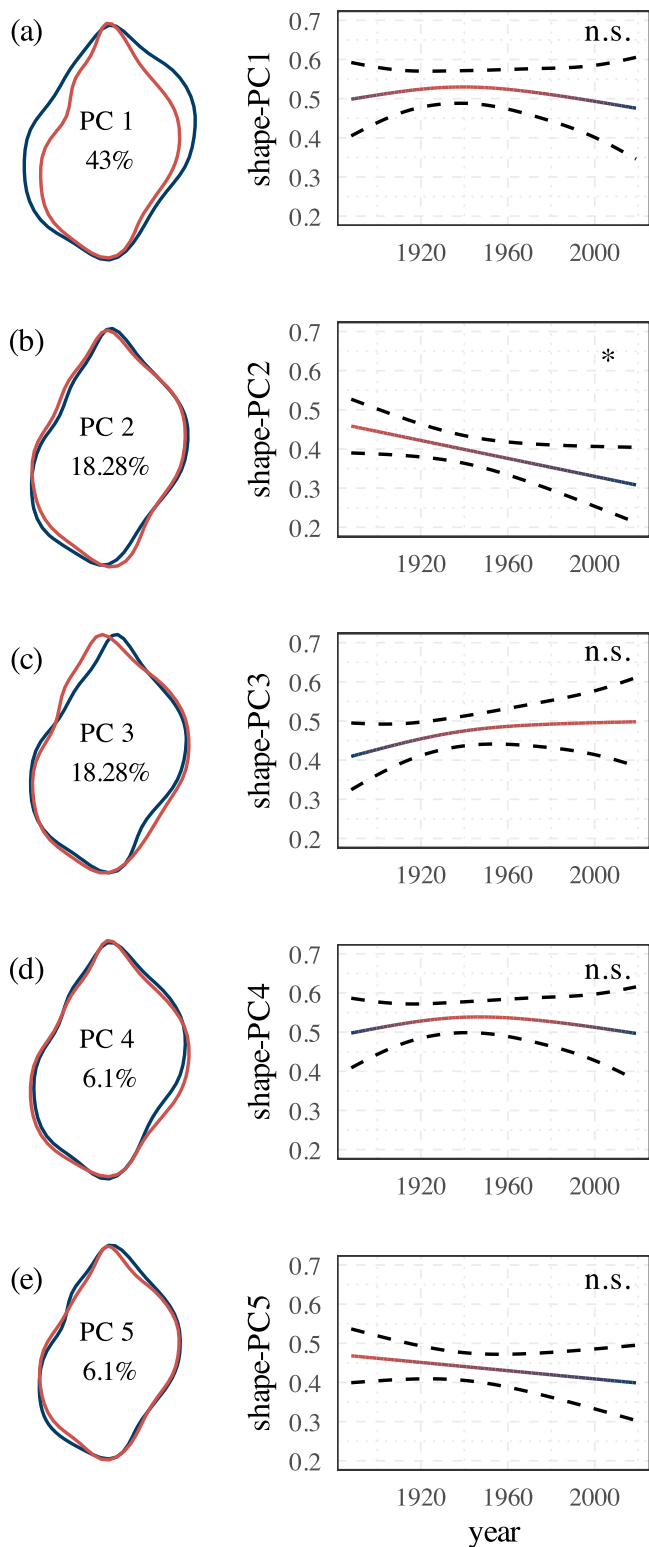 (a)
PC 1
43%
shape-PC1
n.s.
0.7
0.6
0.5
0.4
0.3
0.2
1920 1960 2000
(b)
PC 2
18.28%
shape-PC2
*
0.7
0.6
0.5
0.4
0.3
0.2
1920 1960 2000
(c)
PC 3
18.28%
shape-PC3
n.s.
0.7
0.6
0.5
0.4
0.3
0.2
1920 1960 2000
(d)
PC 4
6.1%
shape-PC4
n.s.
0.7
0.6
0.5
0.4
0.3
0.2
1920 1960 2000
(e)
PC 5
6.1%
shape-PC5
n.s.
0.7
0.6
0.5
0.4
0.3
0.2
1920 1960 2000
year